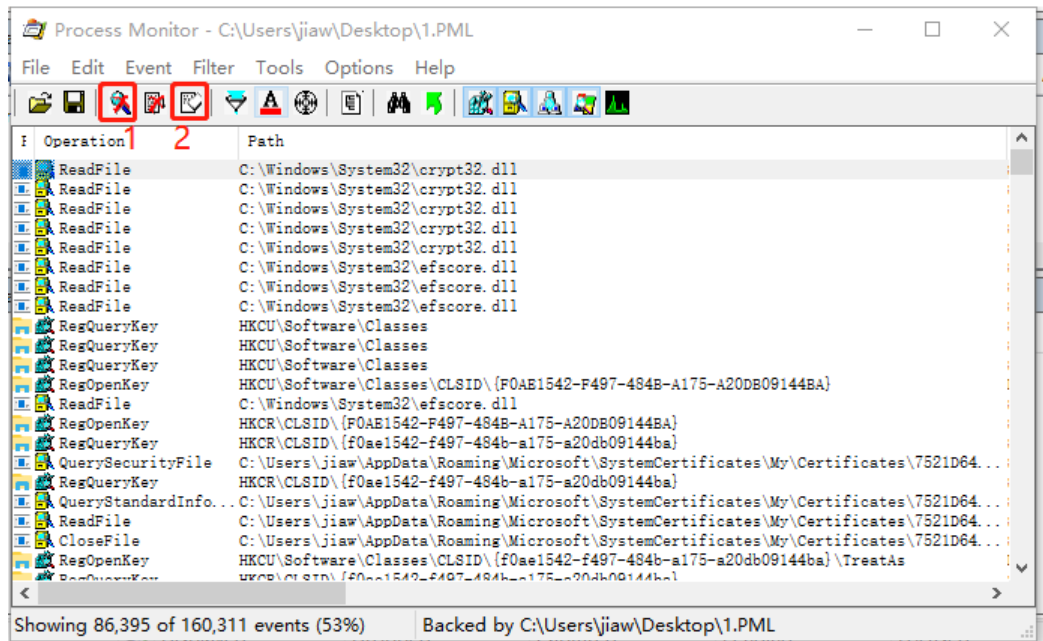 Process Monitor - C:\Users\jiaw\Desktop\1.PML
File Edit Event Filter Tools Options Help
1 2
Operation Path
ReadFile C:\Windows\System32\crypt32.dll
ReadFile C:\Windows\System32\crypt32.dll
ReadFile C:\Windows\System32\crypt32.dll
ReadFile C:\Windows\System32\crypt32.dll
ReadFile C:\Windows\System32\crypt32.dll
ReadFile C:\Windows\System32\efscore.dll
ReadFile C:\Windows\System32\efscore.dll
ReadFile C:\Windows\System32\efscore.dll
RegQueryKey HKCU\Software\Classes
RegQueryKey HKCU\Software\Classes
RegQueryKey HKCU\Software\Classes
RegOpenKey HKCU\Software\Classes\CLSID\{F0AE1542-F497-484B-A175-A20DB09144BA}
ReadFile C:\Windows\System32\efscore.dll
RegOpenKey HKCR\CLSID\{F0AE1542-F497-484B-A175-A20DB09144BA}
RegQueryKey HKCR\CLSID\{f0ae1542-f497-484b-a175-a20db09144ba}
QuerySecurityFile C:\Users\jiaw\AppData\Roaming\Microsoft\SystemCertificates\My\Certificates\7521D64...
RegQueryKey HKCR\CLSID\{f0ae1542-f497-484b-a175-a20db09144ba}
QueryStandardInfo... C:\Users\jiaw\AppData\Roaming\Microsoft\SystemCertificates\My\Certificates\7521D64...
ReadFile C:\Users\jiaw\AppData\Roaming\Microsoft\SystemCertificates\My\Certificates\7521D64...
CloseFile C:\Users\jiaw\AppData\Roaming\Microsoft\SystemCertificates\My\Certificates\7521D64...
RegOpenKey HKCU\Software\Classes\CLSID\{f0ae1542-f497-484b-a175-a20db09144ba}\TreatAs
RegQueryKey HKCR\CLSID\{f0ae1542-f497-484b-a175-a20db09144ba}
Showing 86,395 of 160,311 events (53%) Backed by C:\Users\jiaw\Desktop\1.PML